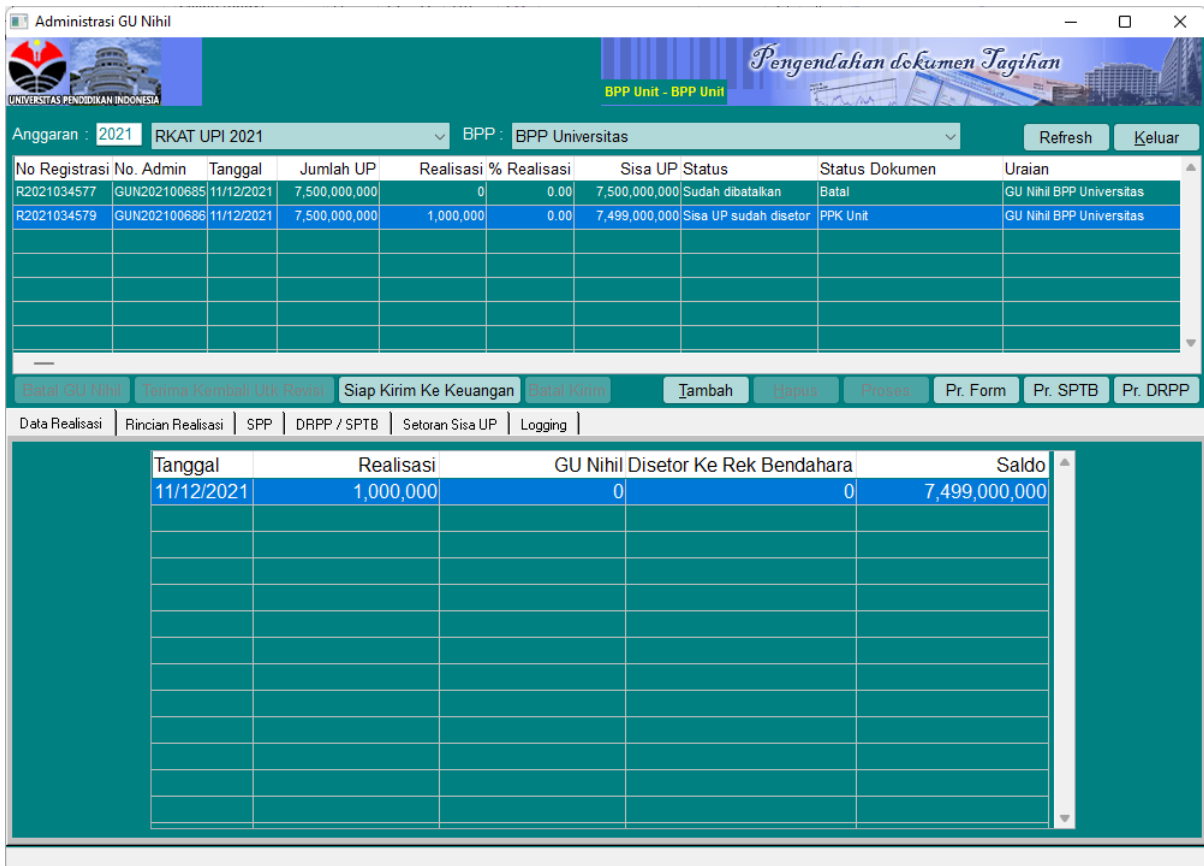 Administrasi GU Nihil
UNIVERSITAS PENDIDIKAN INDONESIA
Pengendalian dokumen Tagihan
BPP Unit - BPP Unit
Anggaran : 2021 RKAT UPI 2021 BPP : BPP Universitas Refresh Keluar
No Registrasi No. Admin Tanggal Jumlah UP Realisasi % Realisasi Sisa UP Status Status Dokumen Uraian
R2021034577 GUN202100685 11/12/2021 7,500,000,000 0 0.00 7,500,000,000 Sudah dibatalkan Batal GU Nihil BPP Universitas
R2021034579 GUN202100686 11/12/2021 7,500,000,000 1,000,000 0.00 7,499,000,000 Sisa UP sudah disetor PPK Unit GU Nihil BPP Universitas
Batal GU Nihil Terima Kembali Utk Revisi Siap Kirim Ke Keuangan Batal Kirim Tambah Hapus Proses Pr. Form Pr. SPTB Pr. DRPP
Data Realisasi Rincian Realisasi SPP DRPP / SPTB Setoran Sisa UP Logging
Tanggal Realisasi GU Nihil Disetor Ke Rek Bendahara Saldo
11/12/2021 1,000,000 0 0 7,499,000,000